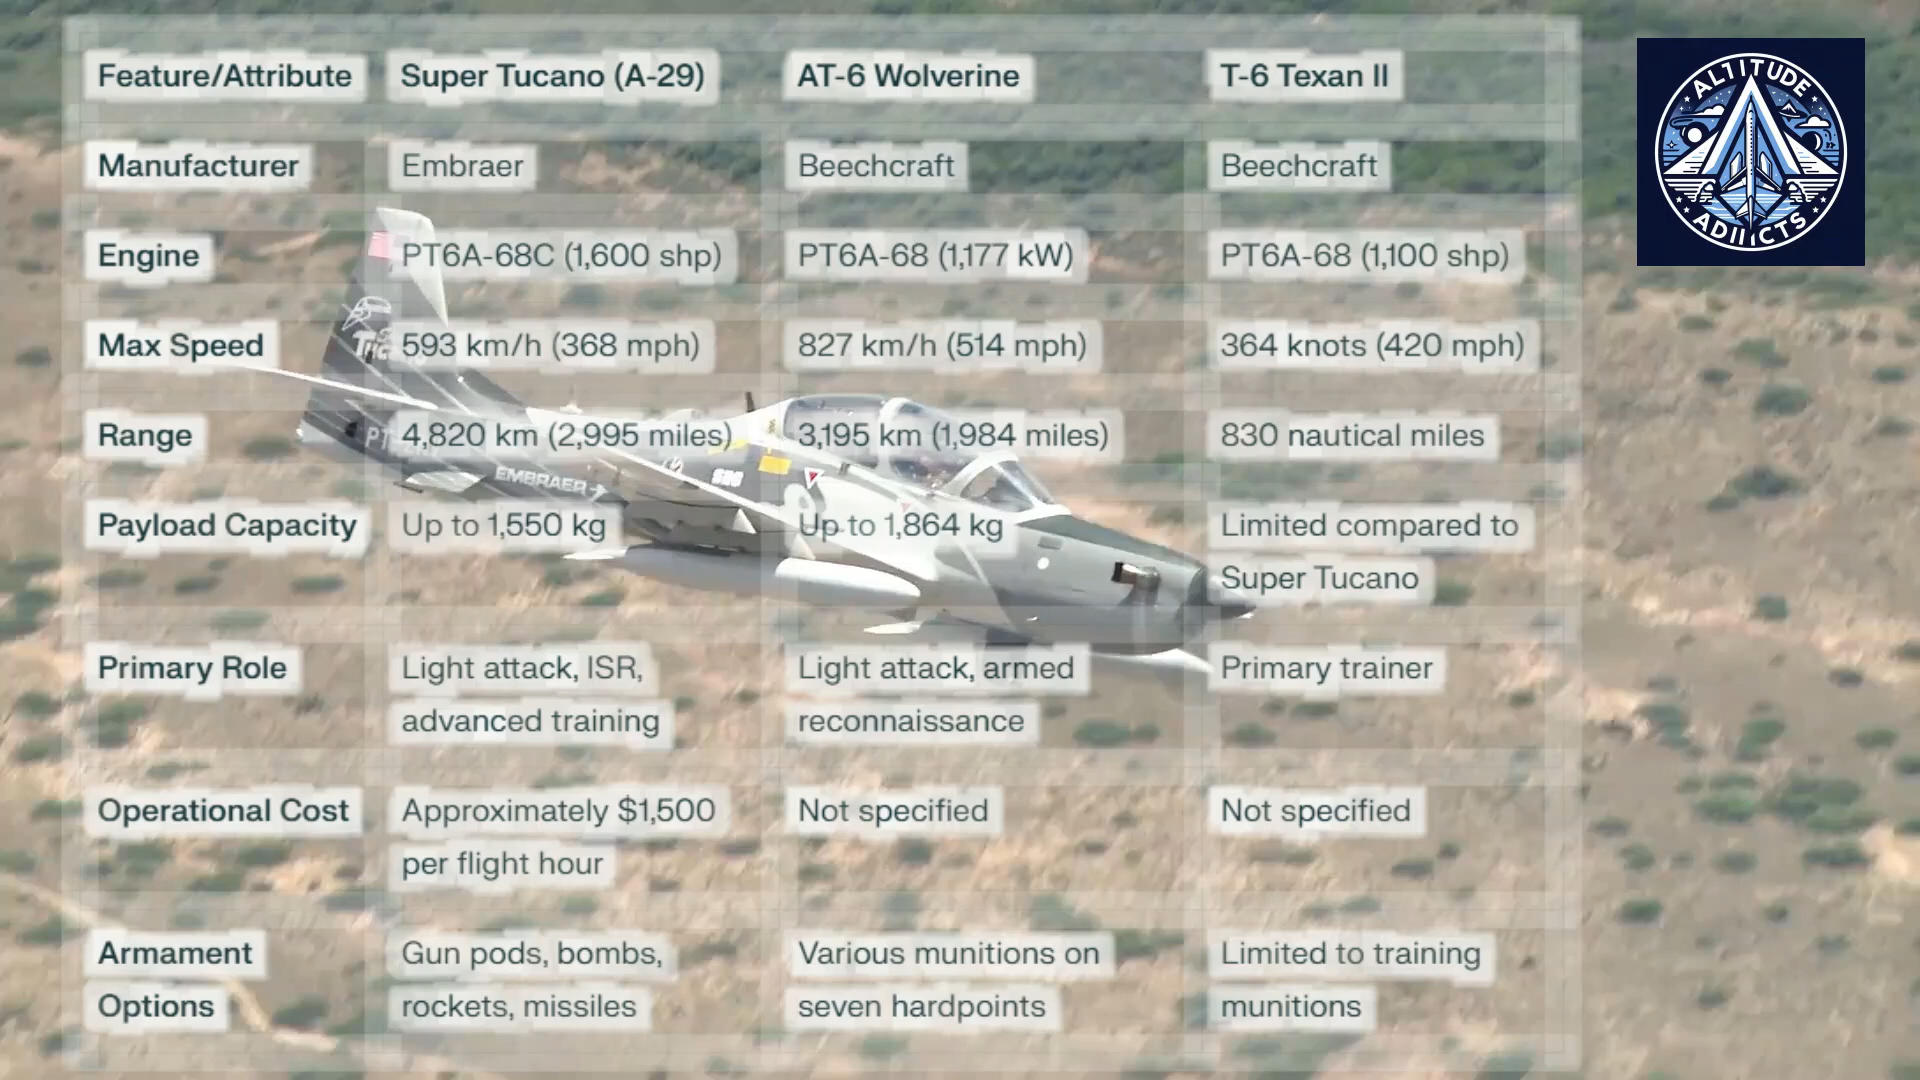 Feature/Attribute Super Tucano (A-29) AT-6 Wolverine T-6 Texan II
Manufacturer Embraer Beechcraft Beechcraft
Engine PT6A-68C (1,600 shp) PT6A-68 (1,177 kW) PT6A-68 (1,100 shp)
Max Speed 593 km/h (368 mph) 827 km/h (514 mph) 364 knots (420 mph)
Range 4,820 km (2,995 miles) 3,195 km (1,984 miles) 830 nautical miles
Payload Capacity Up to 1,550 kg Up to 1,864 kg Limited compared to
Super Tucano
Primary Role Light attack, ISR, Light attack, armed Primary trainer
advanced training reconnaissance
Operational Cost Approximately $1,500 Not specified Not specified
per flight hour
Armament Gun pods, bombs, Various munitions on Limited to training
Options rockets, missiles seven hardpoints munitions
ALTITUDE
EMBRAER